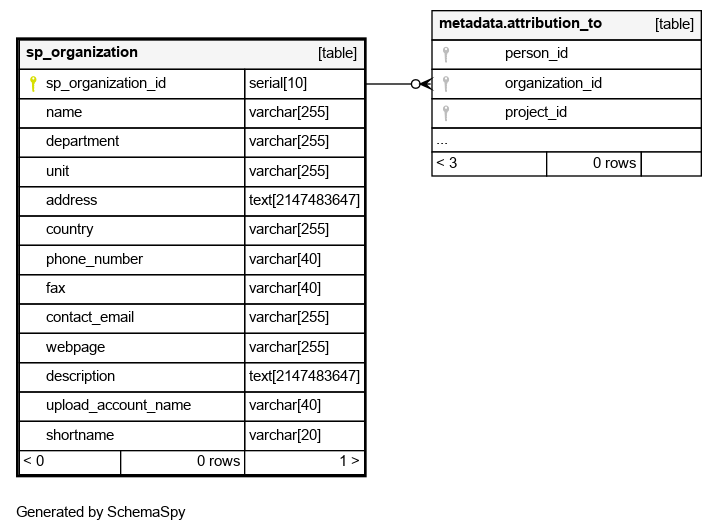 sp_organization [table]
sp_organization_id serial[10]
name varchar[255]
department varchar[255]
unit varchar[255]
address text[2147483647]
country varchar[255]
phone_number varchar[40]
fax varchar[40]
contact_email varchar[255]
webpage varchar[255]
description text[2147483647]
upload_account_name varchar[40]
shortname varchar[20]
< 0 0 rows 1 >
metadata.attribution_to [table]
person_id
organization_id
project_id
...
< 3 0 rows
Generated by SchemaSpy